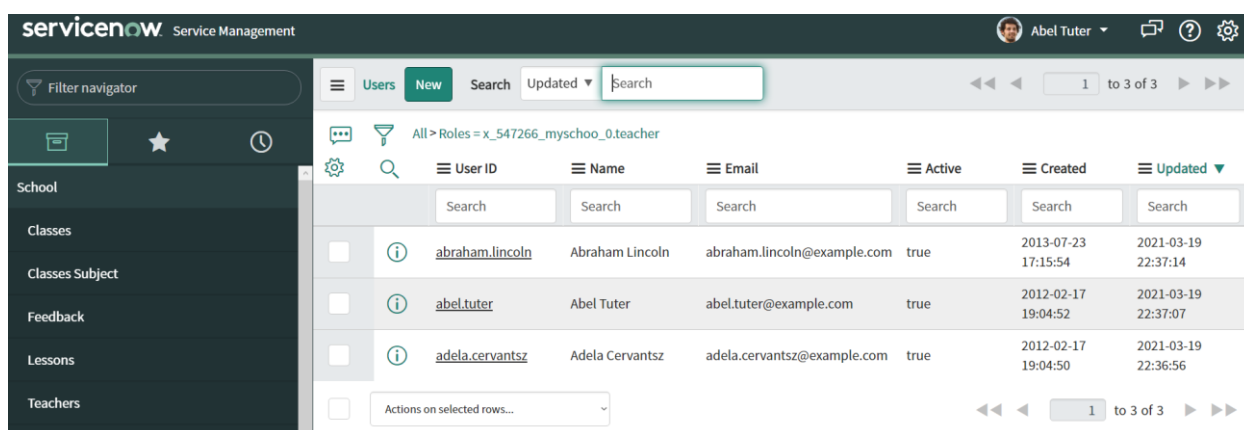 servicenow. Service Management
Abel Tuter
Filter navigator
School
Classes
Classes Subject
Feedback
Lessons
Teachers
Users New Search Updated Search
1 to 3 of 3
All > Roles = x_547266_myschoo_0.teacher
User ID Name Email Active Created Updated
Search Search Search Search Search Search
abraham.lincoln Abraham Lincoln abraham.lincoln@example.com true 2013-07-23 2021-03-19
17:15:54 22:37:14
abel.tuter Abel Tuter abel.tuter@example.com true 2012-02-17 2021-03-19
19:04:52 22:37:07
adela.cervantsz Adela Cervantsz adela.cervantsz@example.com true 2012-02-17 2021-03-19
19:04:50 22:36:56
Actions on selected rows...
1 to 3 of 3